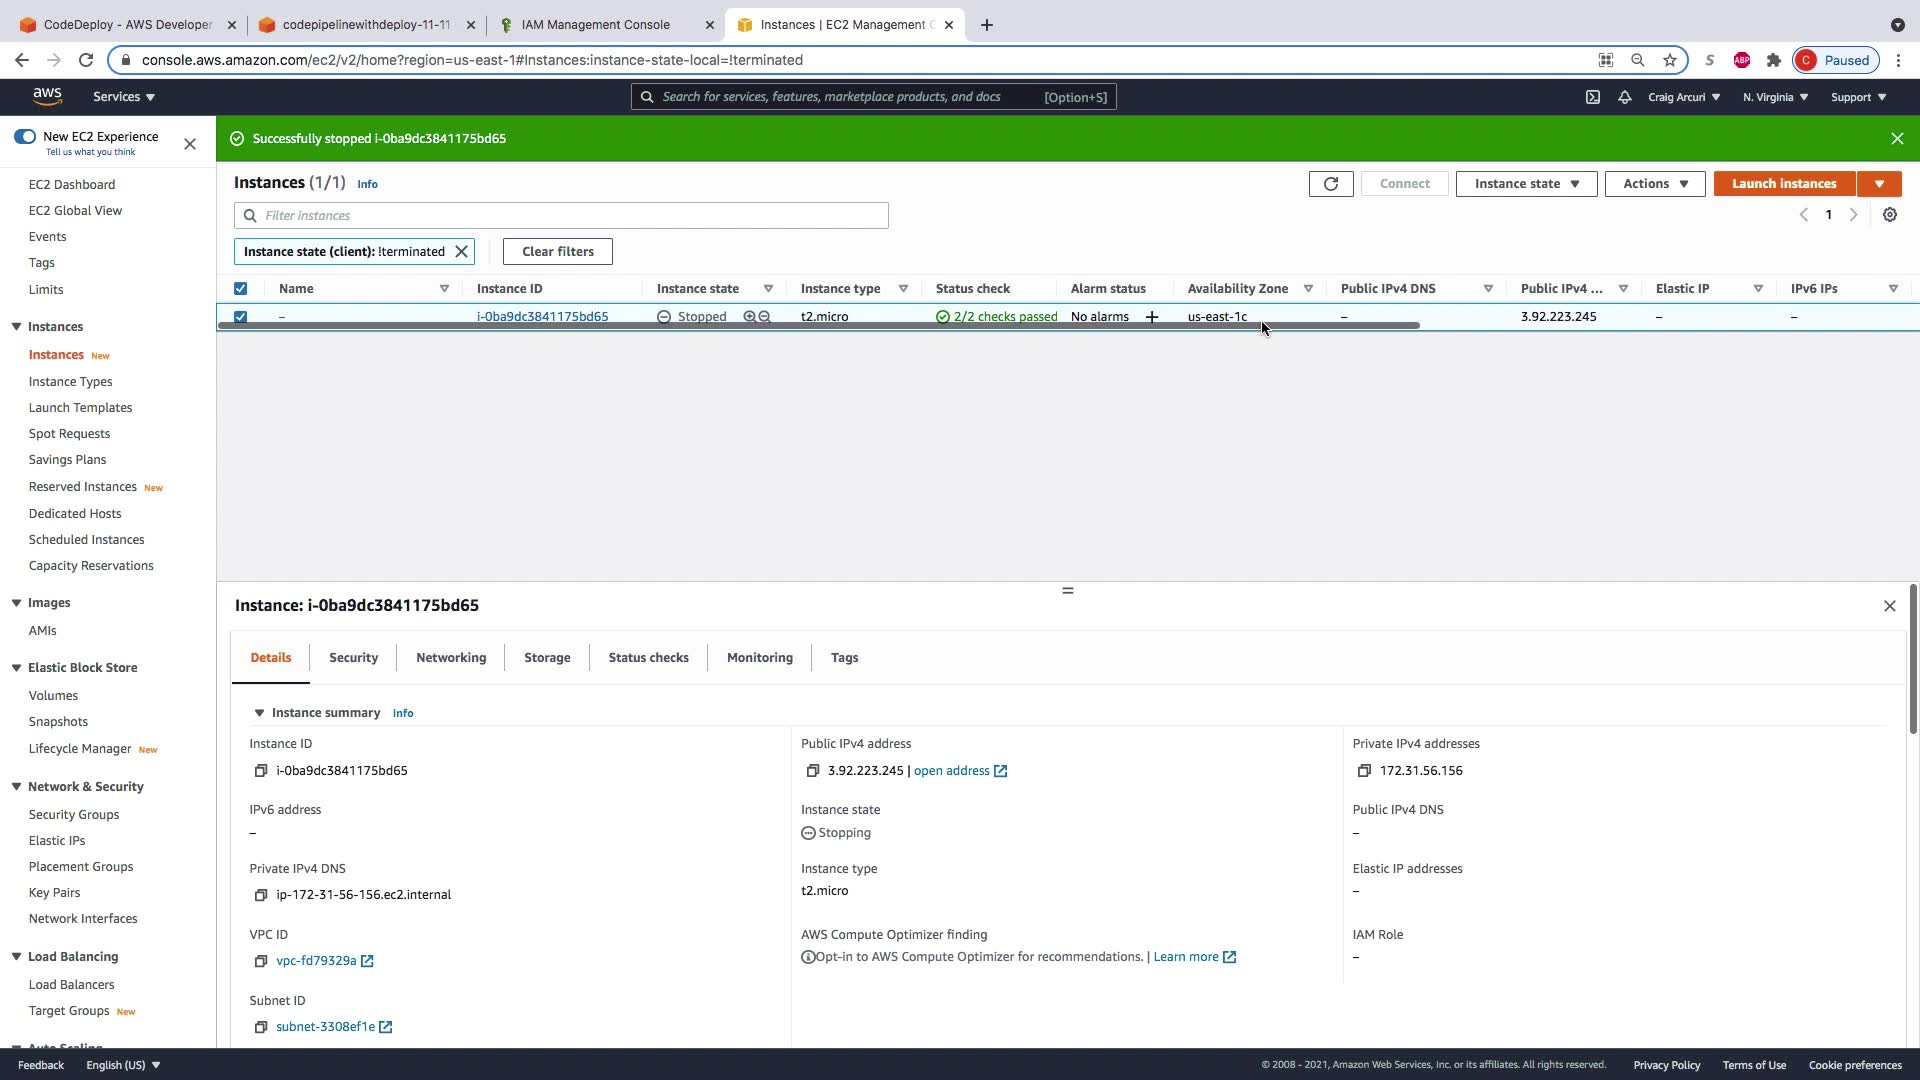 CodeDeploy - AWS Developer
codepipelinewithdeploy-11-11
IAM Management Console
Instances | EC2 Management C
console.aws.amazon.com/ec2/v2/home?region=us-east-1#Instances:instance-state-local=!terminated
S
ABP
C Paused
aws
Services
Search for services, features, marketplace products, and docs [Option+S]
Craig Arcuri
N. Virginia
Support
New EC2 Experience
Tell us what you think
Successfully stopped i-0ba9dc3841175bd65
EC2 Dashboard
EC2 Global View
Events
Tags
Limits
Instances
Instances New
Instance Types
Launch Templates
Spot Requests
Savings Plans
Reserved Instances New
Dedicated Hosts
Scheduled Instances
Capacity Reservations
Images
AMIs
Elastic Block Store
Volumes
Snapshots
Lifecycle Manager New
Network & Security
Security Groups
Elastic IPs
Placement Groups
Key Pairs
Network Interfaces
Load Balancing
Load Balancers
Target Groups New
Auto Scaling
Instances (1/1) Info
Connect
Instance state
Actions
Launch instances
Filter instances
1
Instance state (client): !terminated
Clear filters
Name Instance ID Instance state Instance type Status check Alarm status Availability Zone Public IPv4 DNS Public IPv4 ... Elastic IP IPv6 IPs
– i-0ba9dc3841175bd65 Stopped t2.micro 2/2 checks passed No alarms + us-east-1c – 3.92.223.245 – –
Instance: i-0ba9dc3841175bd65
Details
Security
Networking
Storage
Status checks
Monitoring
Tags
Instance summary Info
Instance ID
i-0ba9dc3841175bd65
Public IPv4 address
3.92.223.245 | open address
Private IPv4 addresses
172.31.56.156
IPv6 address
–
Instance state
Stopping
Public IPv4 DNS
–
Private IPv4 DNS
ip-172-31-56-156.ec2.internal
Instance type
t2.micro
Elastic IP addresses
–
VPC ID
vpc-fd79329a
AWS Compute Optimizer finding
Opt-in to AWS Compute Optimizer for recommendations. | Learn more
IAM Role
–
Subnet ID
subnet-3308ef1e
Feedback
English (US)
© 2008 - 2021, Amazon Web Services, Inc. or its affiliates. All rights reserved.
Privacy Policy
Terms of Use
Cookie preferences